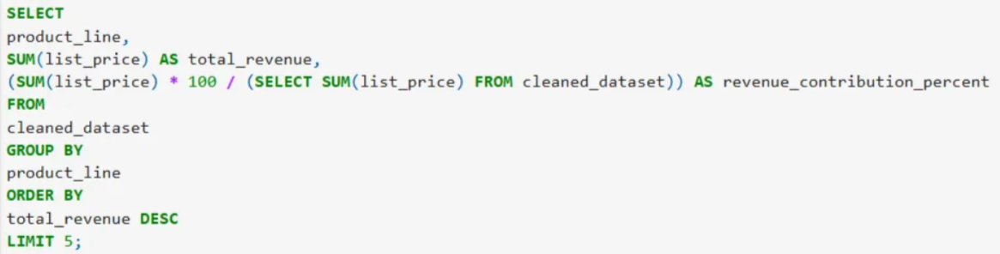 SELECT
product_line,
SUM(list_price) AS total_revenue,
(SUM(list_price) * 100 / (SELECT SUM(list_price) FROM cleaned_dataset)) AS revenue_contribution_percent
FROM
cleaned_dataset
GROUP BY
product_line
ORDER BY
total_revenue DESC
LIMIT 5;